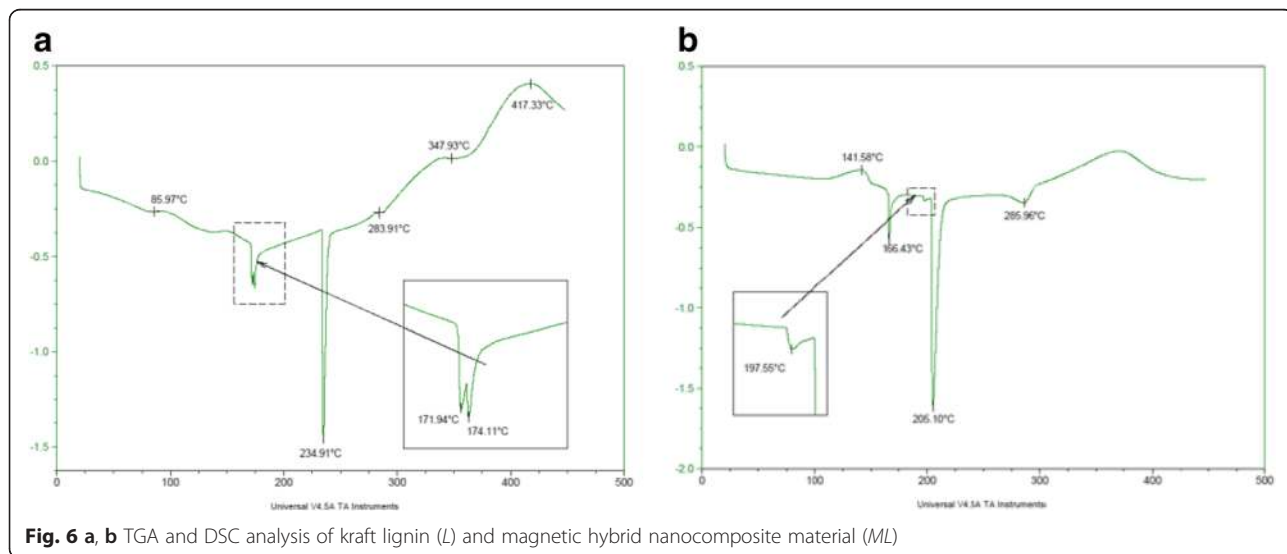 a
0.5
0.0
-0.5
-1.0
-1.5
0
100
200
300
400
500
85.97°C
171.94°C
174.11°C
234.91°C
283.91°C
347.93°C
417.33°C
Universal V4.5A TA Instruments
b
0.5
0.0
-0.5
-1.0
-1.5
-2.0
0
100
200
300
400
500
141.58°C
166.43°C
197.55°C
205.10°C
285.96°C
Universal V4.5A TA Instruments
Fig. 6 a, b TGA and DSC analysis of kraft lignin (L) and magnetic hybrid nanocomposite material (ML)